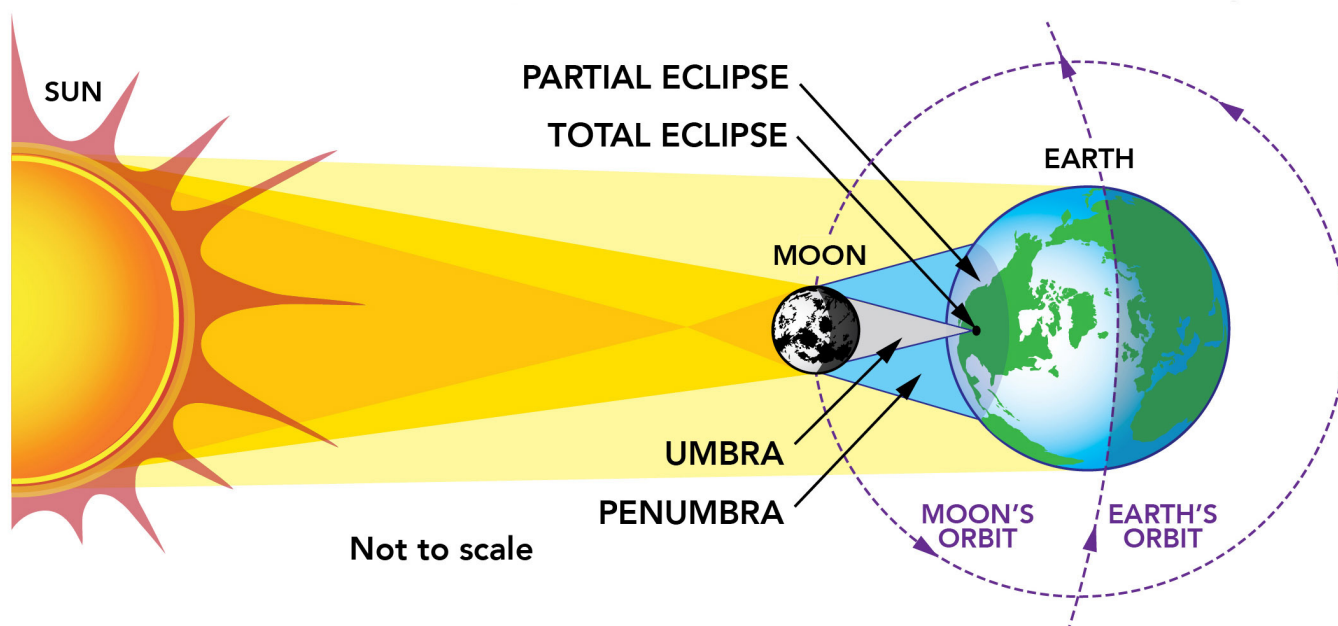 SUN
PARTIAL ECLIPSE
TOTAL ECLIPSE
EARTH
MOON
UMBRA
PENUMBRA
MOON'S
ORBIT
EARTH'S
ORBIT
Not to scale